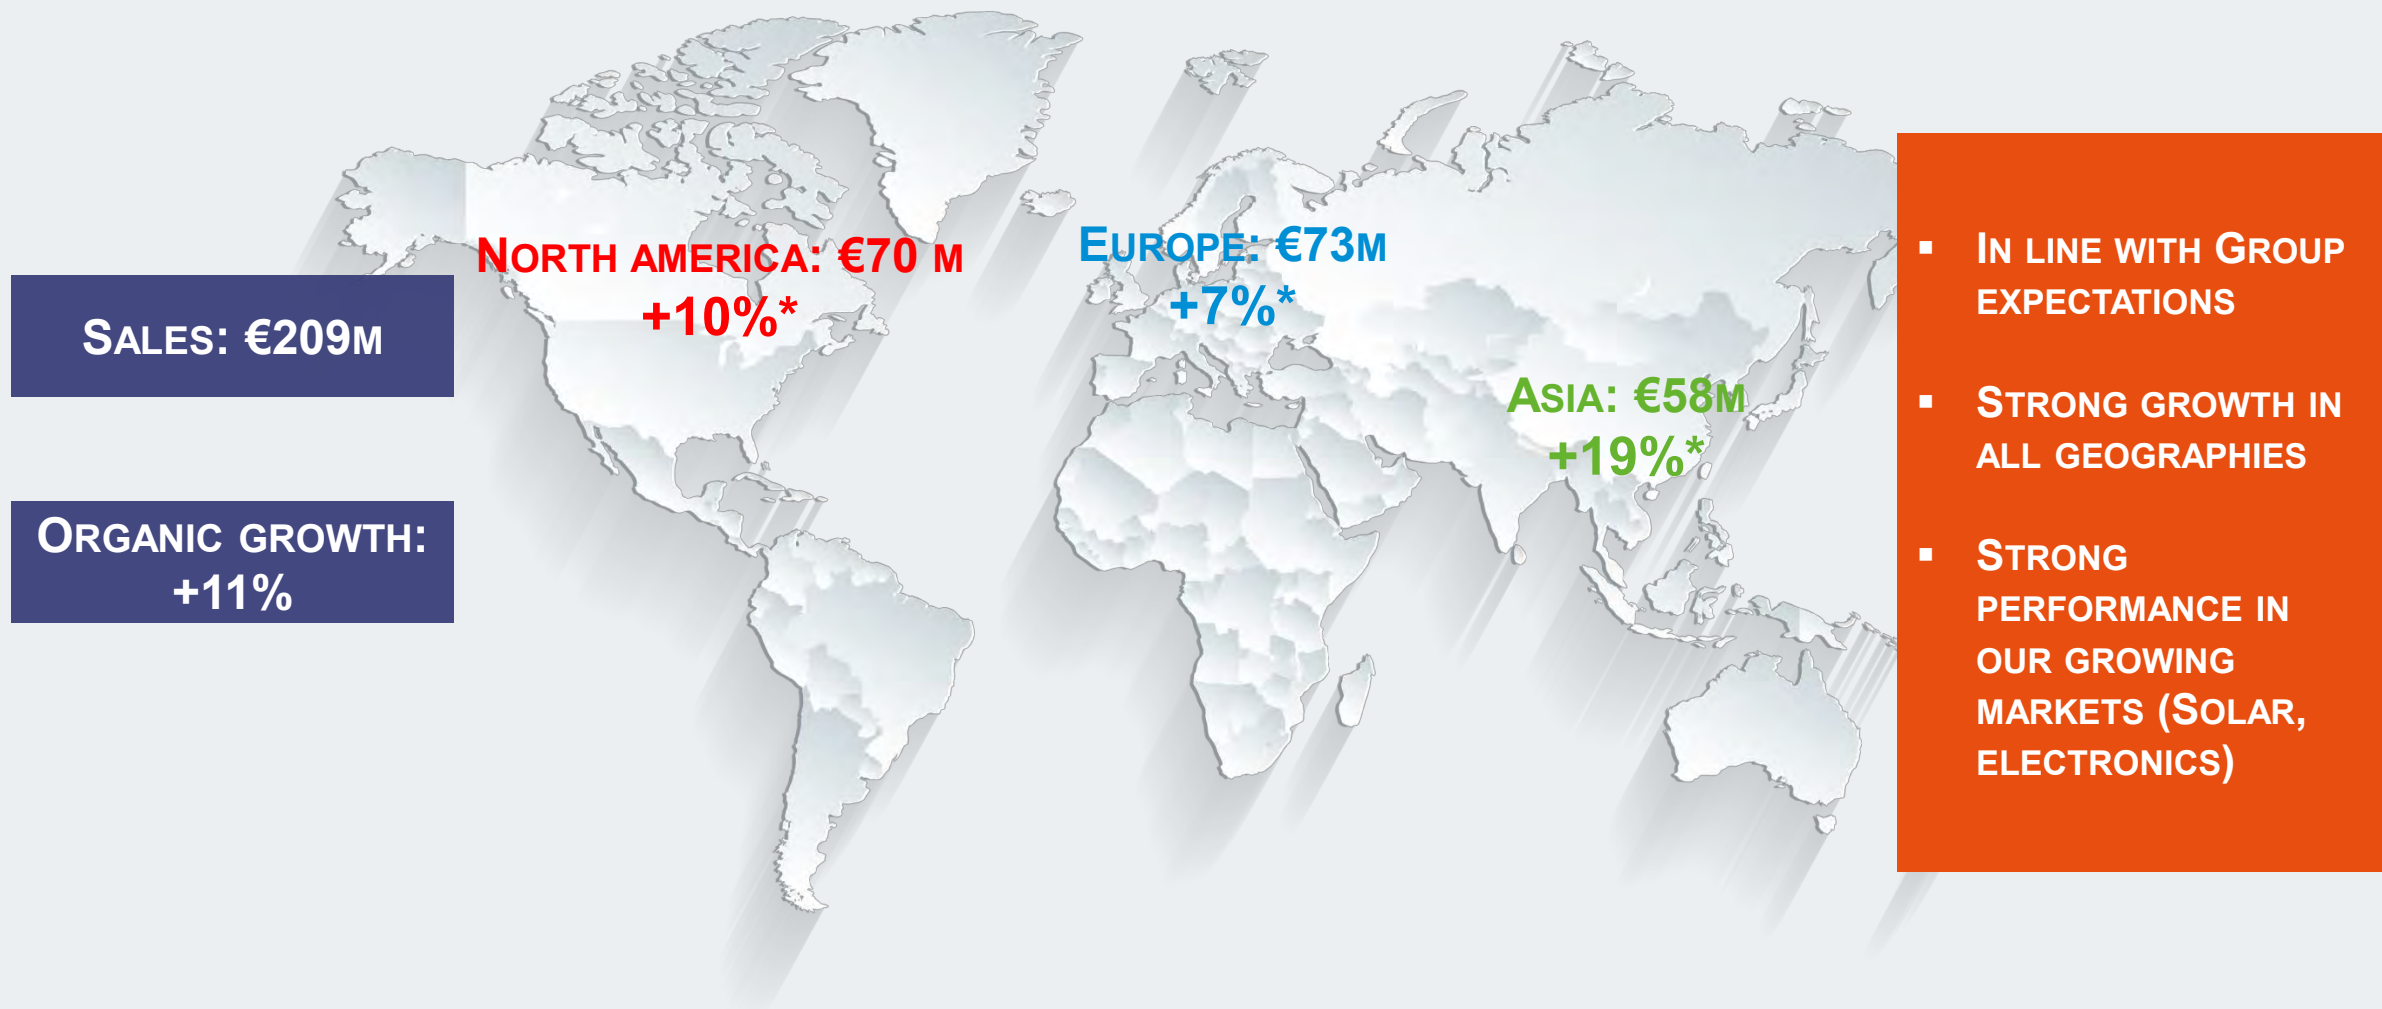 North america: €70 m
+10%*
Europe: €73m
+7%*
Asia: €58m
+19%*
Sales: €209m
Organic growth:
+11%
▪ In line with Group
expectations
▪ Strong growth in
all geographies
▪ Strong
performance in
our growing
markets (Solar,
electronics)